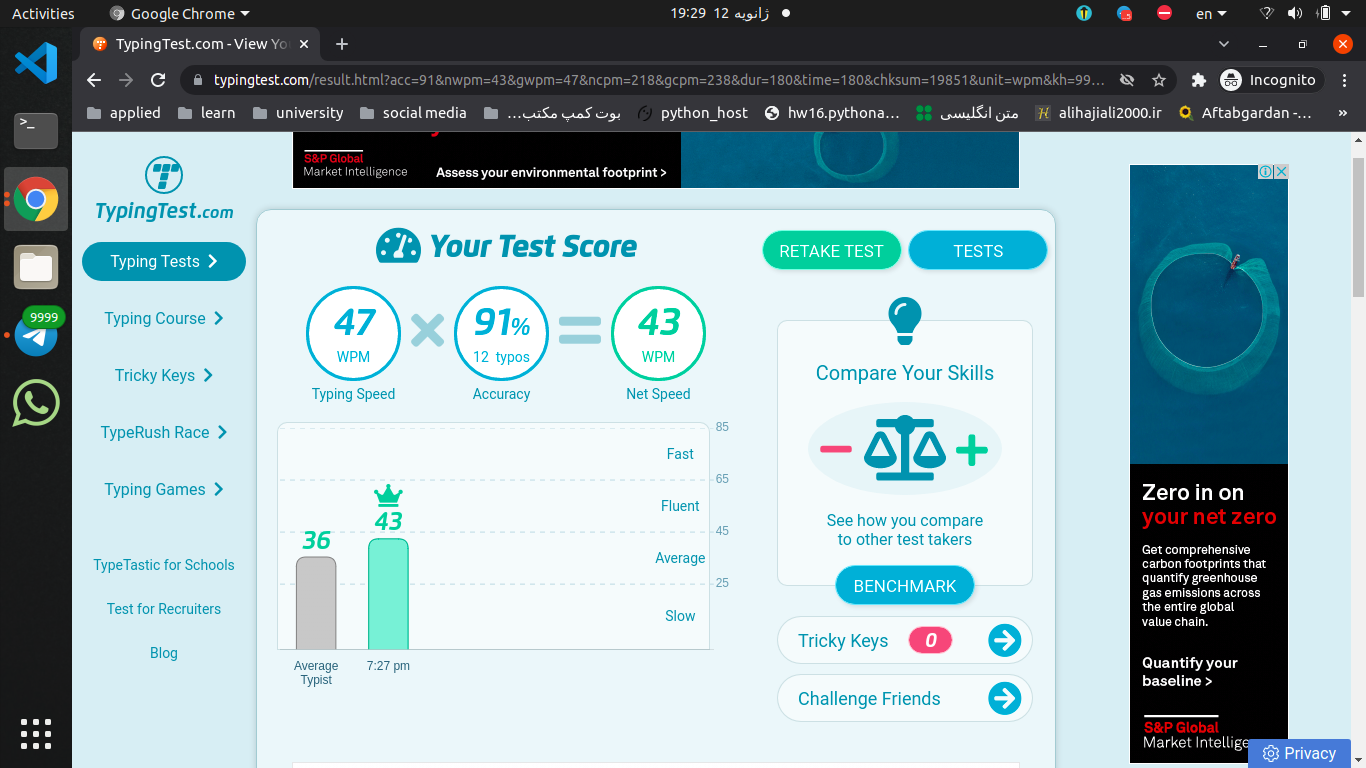 Activities
Google Chrome
19:29 ژانویه 12
en
TypingTest.com - View Yo
typingtest.com/result.html?acc=91&nwpm=43&gwpm=47&ncpm=218&gcpm=238&dur=180&time=180&chksum=19851&unit=wpm&kh=99...
Incognito
applied
learn
university
social media
بوت کمپ مکتب...
python_host
hw16.pythona...
متن انگلیسی
alihajiali2000.ir
Aftabgardan -...
»
9999
S&P Global
Market Intelligence
Assess your environmental footprint >
TypingTest.com
Typing Tests
Typing Course
Tricky Keys
TypeRush Race
Typing Games
TypeTastic for Schools
Test for Recruiters
Blog
Your Test Score
RETAKE TEST
TESTS
47
WPM
Typing Speed
91%
12 typos
Accuracy
43
WPM
Net Speed
85
Fast
65
Fluent
45
Average
25
Slow
36
43
Average
Typist
7:27 pm
Compare Your Skills
See how you compare
to other test takers
BENCHMARK
Tricky Keys 0
Challenge Friends
Zero in on
your net zero
Get comprehensive
carbon footprints that
quantify greenhouse
gas emissions across
the entire global
value chain.
Quantify your
baseline >
S&P Global
Market Intellige
Privacy